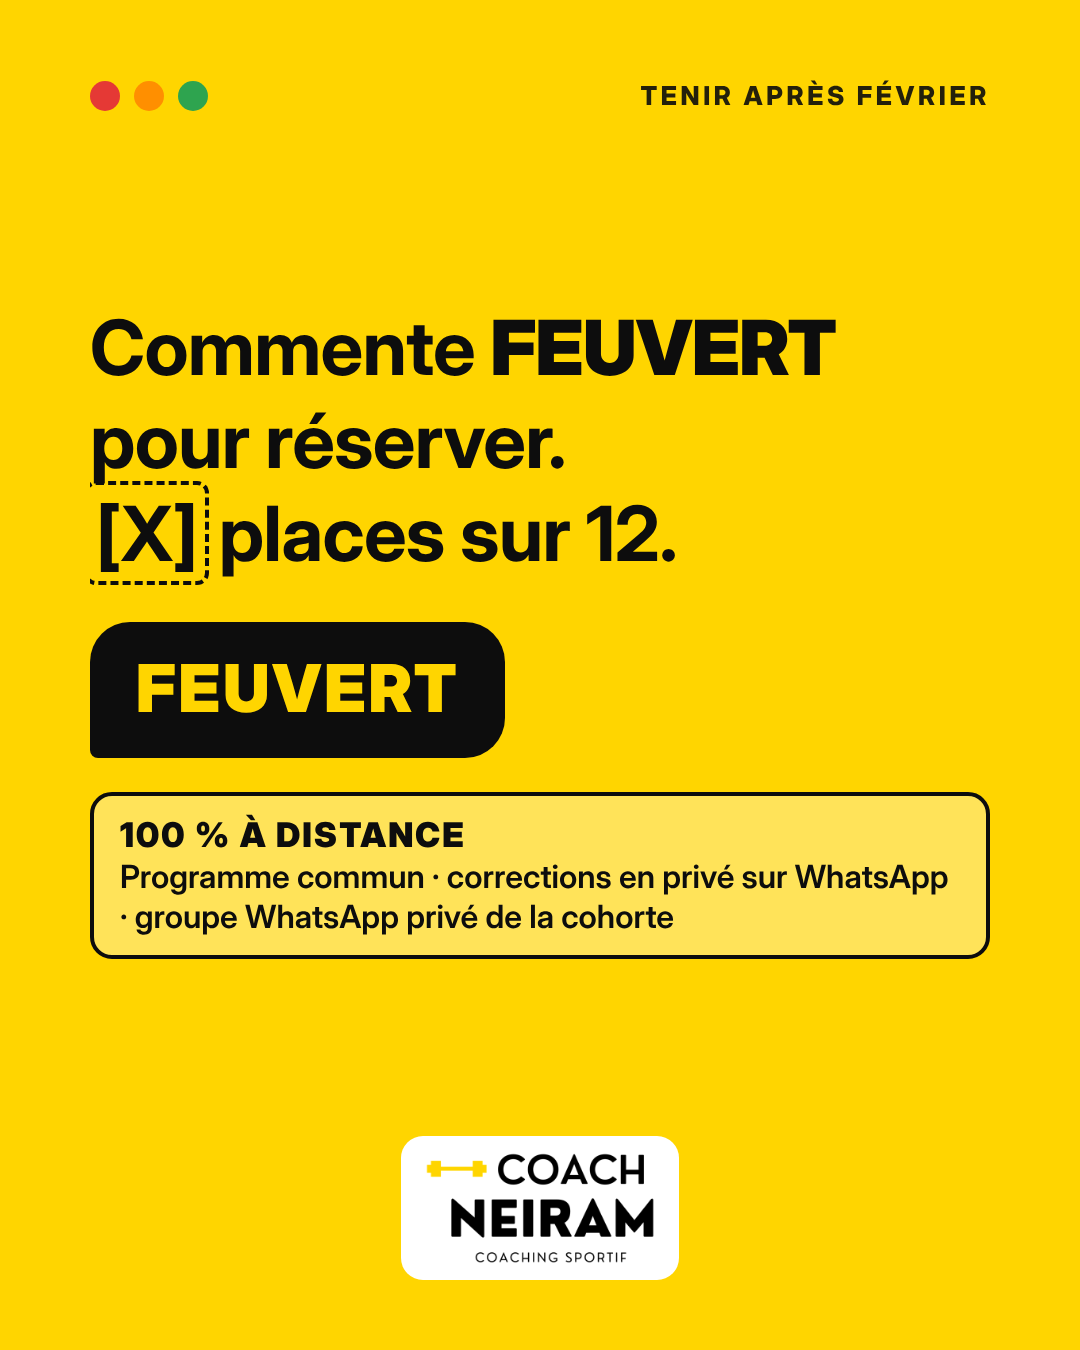 TENIR APRÈS FÉVRIER
Commente FEUVERT
pour réserver.
[X] places sur 12.
FEUVERT
100 % À DISTANCE
Programme commun · corrections en privé sur WhatsApp
· groupe WhatsApp privé de la cohorte
COACH
NEIRAM
COACHING SPORTIF